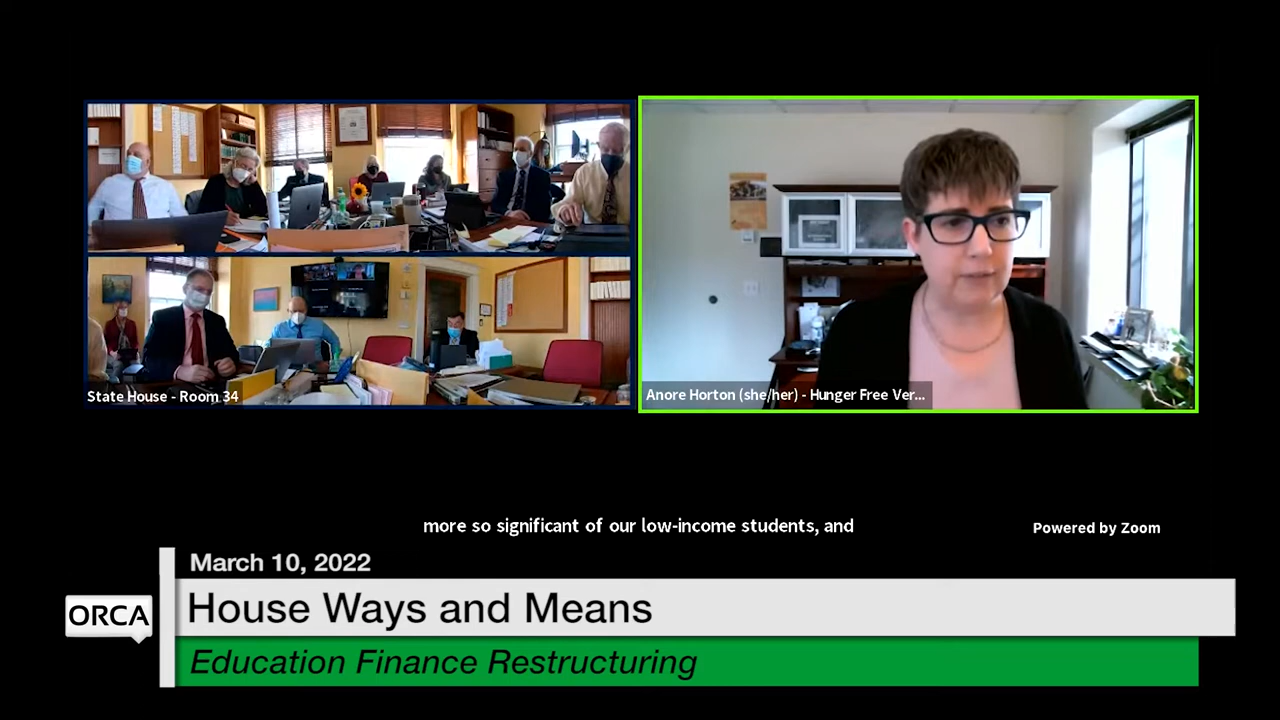 State House - Room 34
Anore Horton (she/her) - Hunger Free Ver...
more so significant of our low-income students, and
Powered by Zoom
March 10, 2022
ORCA
House Ways and Means
Education Finance Restructuring